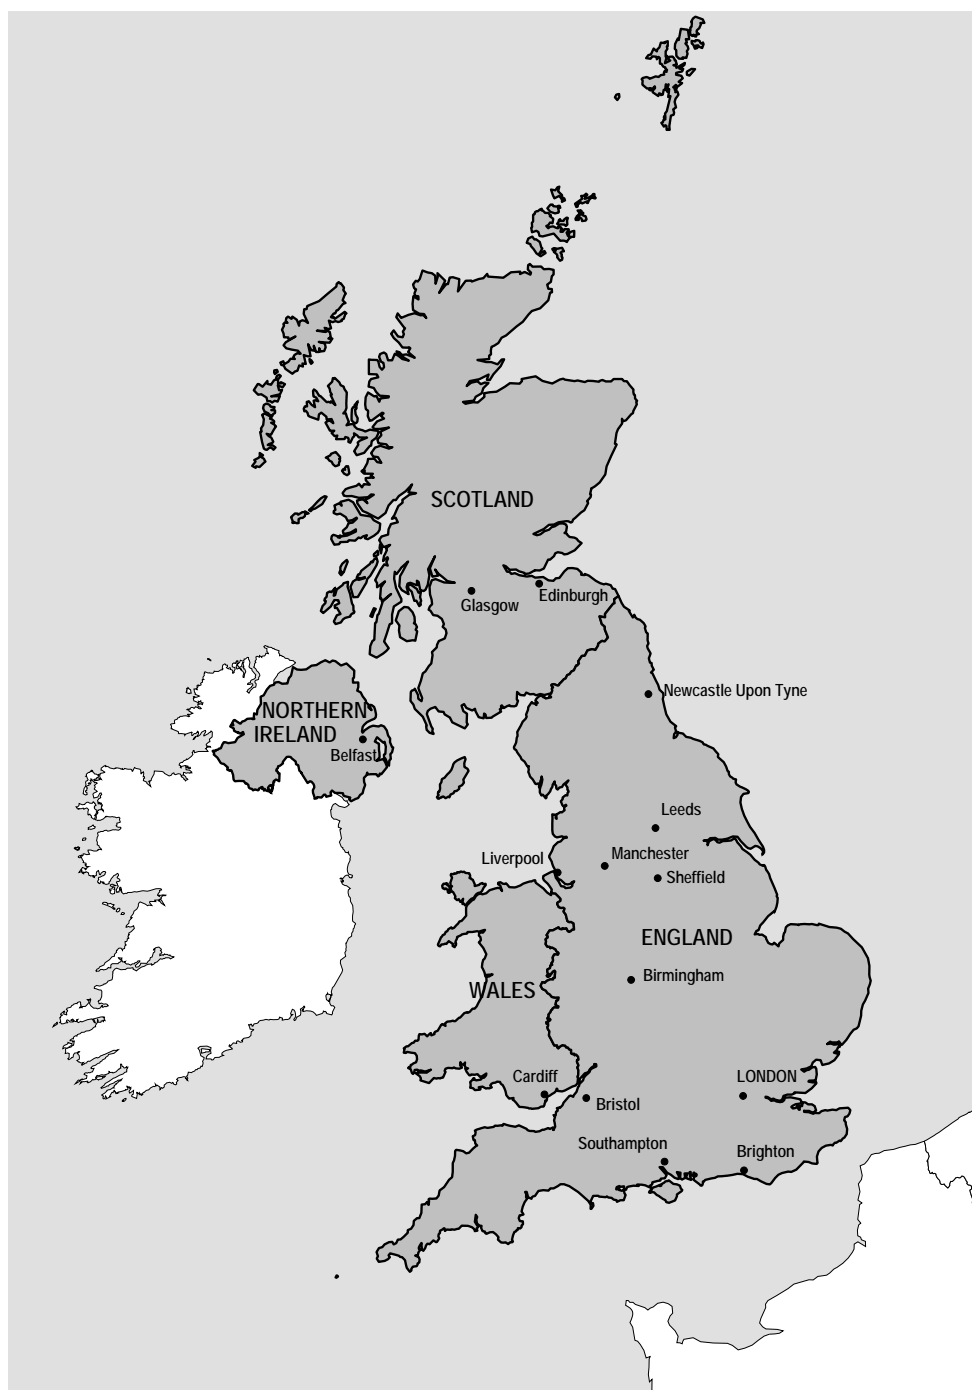 SCOTLAND
Glasgow
Edinburgh
Newcastle Upon Tyne
NORTHERN
IRELAND
Belfast
Leeds
Liverpool
Manchester
Sheffield
ENGLAND
Birmingham
WALES
Cardiff
LONDON
Bristol
Southampton
Brighton